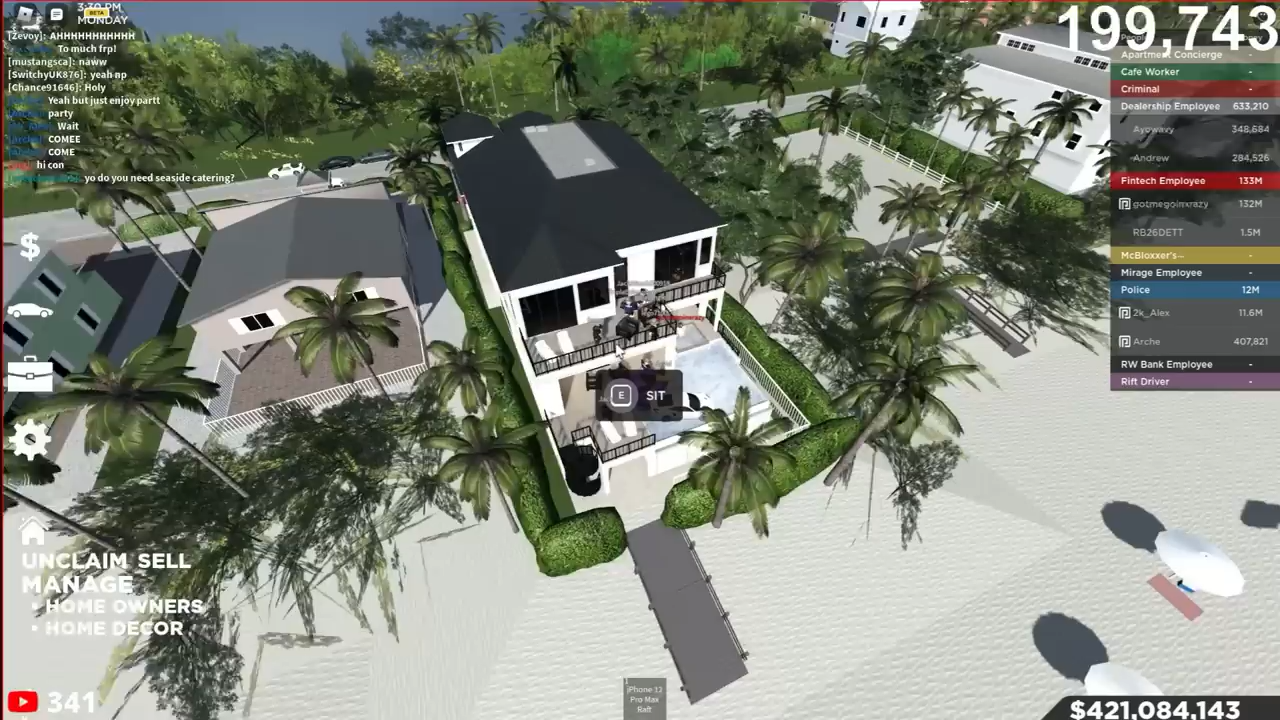 3:30 PM
BETA
MONDAY
199,743
[Zevoy]: AHHHHHHHHHHH
To much frp!
[mustangsca]: naww
[SwitchyUK876]: yeah np
[Chance91646]: Holy
Yeah but just enjoy partt
party
Wait
COMEE
COME
hi con
yo do you need seaside catering?
Apartment Concierge -
Cafe Worker -
Criminal -
Dealership Employee 633,210
Ayowavy 348,684
Andrew 284,526
Fintech Employee 133M
gotmegoinxrazy 132M
RB26DETT 1.5M
McBloxxer's -
Mirage Employee -
Police 12M
2k_Alex 11.6M
Arche 407,821
RW Bank Employee -
Rift Driver -
$
E SIT
UNCLAIM SELL
MANAGE
• HOME OWNERS
• HOME DECOR
341
1
iPhone 12
Pro Max
Raft
$421,084,143